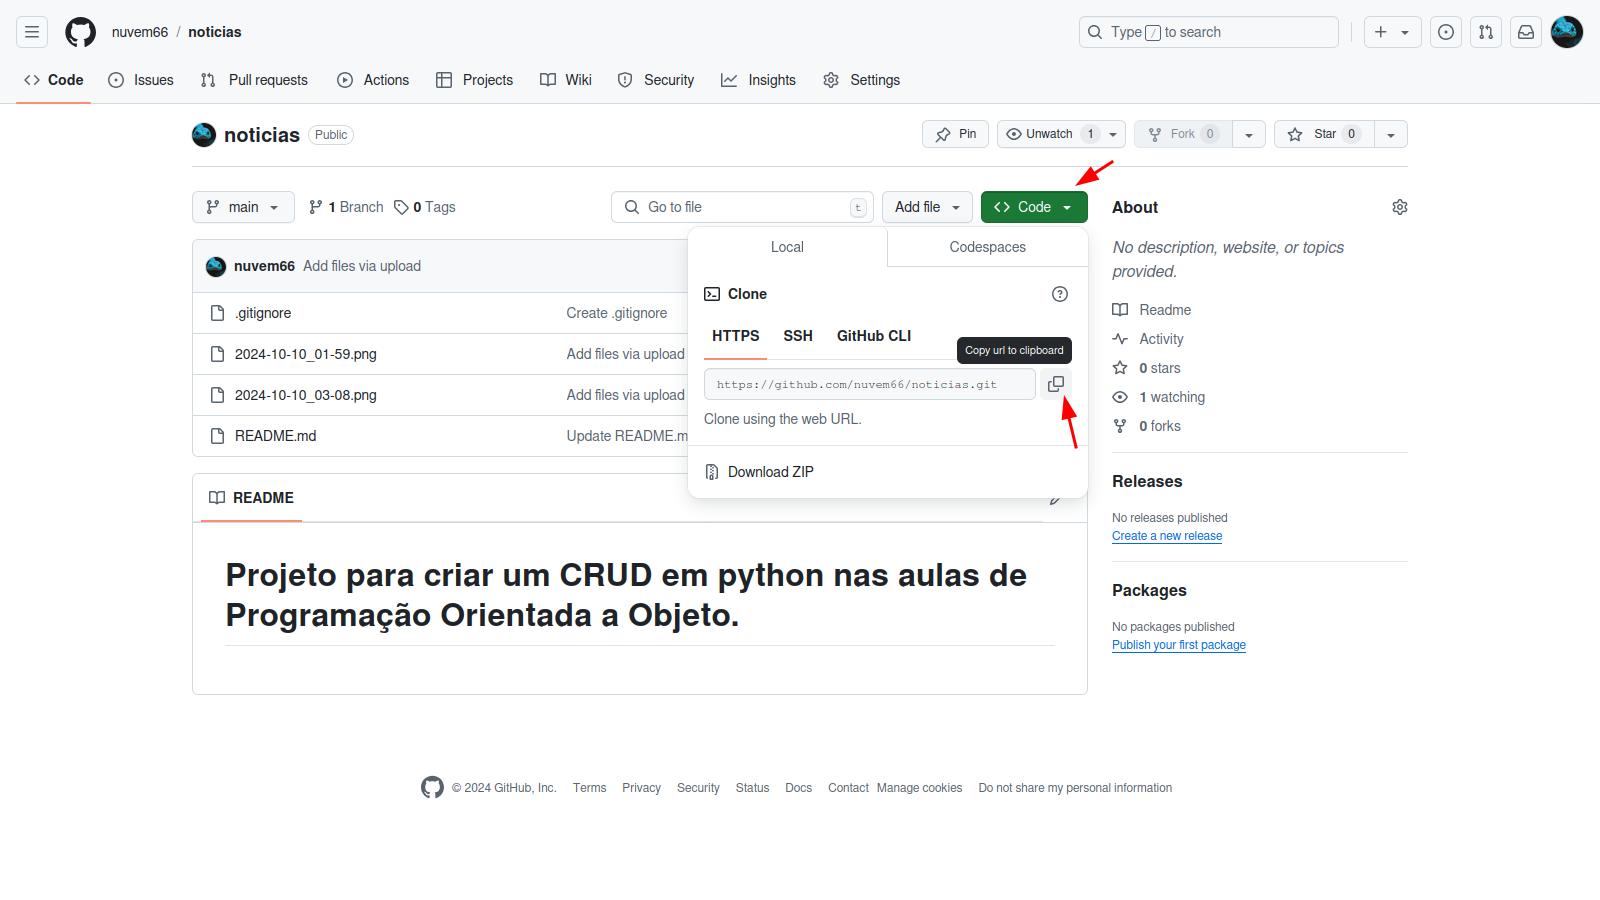 nuvem66 / noticias
Type / to search
Code Issues Pull requests Actions Projects Wiki Security Insights Settings
noticias Public
Pin Unwatch 1 Fork 0 Star 0
main 1 Branch 0 Tags
Go to file t Add file Code
nuvem66 Add files via upload
.gitignore Create .gitignore
2024-10-10_01-59.png Add files via upload
2024-10-10_03-08.png Add files via upload
README.md Update README.m
Local Codespaces
Clone
HTTPS SSH GitHub CLI
Copy url to clipboard
https://github.com/nuvem66/noticias.git
Clone using the web URL.
Download ZIP
README
Projeto para criar um CRUD em python nas aulas de
Programação Orientada a Objeto.
About
No description, website, or topics
provided.
Readme
Activity
0 stars
1 watching
0 forks
Releases
No releases published
Create a new release
Packages
No packages published
Publish your first package
© 2024 GitHub, Inc. Terms Privacy Security Status Docs Contact Manage cookies Do not share my personal information